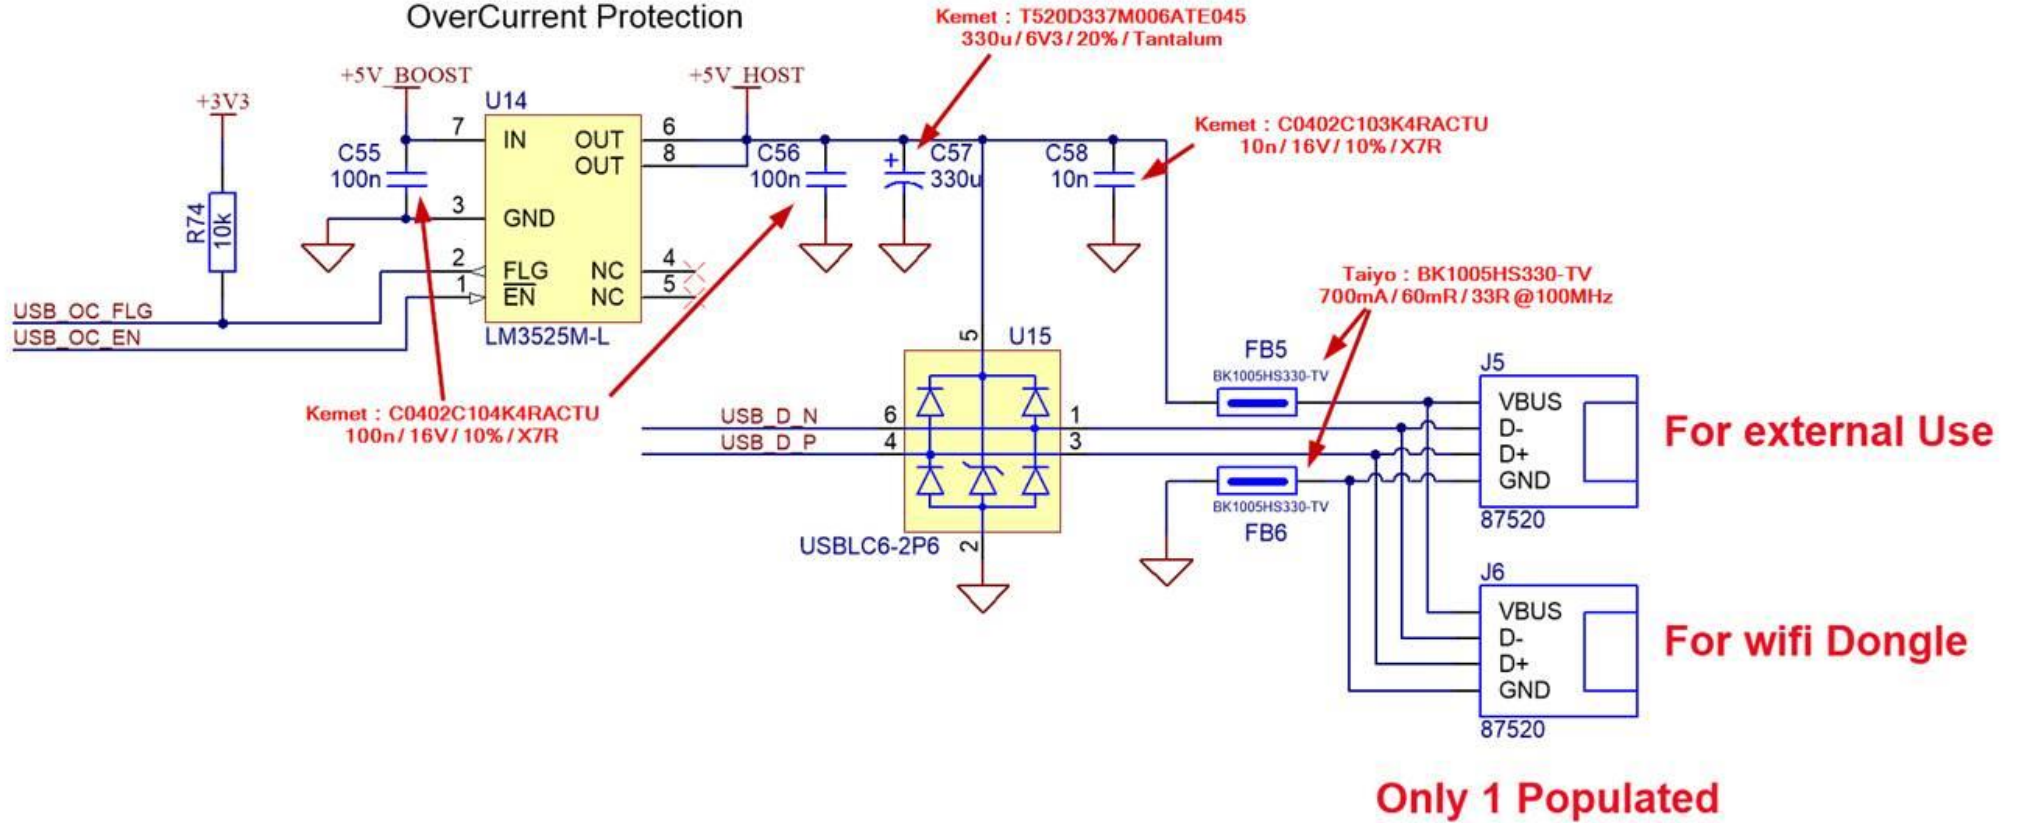 OverCurrent Protection
Kemet : T520D337M006ATE045
330u / 6V3 / 20% / Tantalum
+5V_BOOST
+5V_HOST
+3V3
U14
7
IN
OUT
6
OUT
8
C55
100n
C56
100n
C57
330u
C58
10n
Kemet : C0402C103K4RACTU
10n / 16V / 10% / X7R
3
GND
R74
10k
2
FLG
NC
4
1
EN
NC
5
USB_OC_FLG
USB_OC_EN
LM3525M-L
Kemet : C0402C104K4RACTU
100n / 16V / 10% / X7R
Taiyo : BK1005HS330-TV
700mA / 60mR / 33R @100MHz
5
U15
USB_D_N
6
1
USB_D_P
4
3
USBLC6-2P6
2
FB5
BK1005HS330-TV
BK1005HS330-TV
FB6
J5
VBUS
D-
D+
GND
87520
For external Use
J6
VBUS
D-
D+
GND
87520
For wifi Dongle
Only 1 Populated